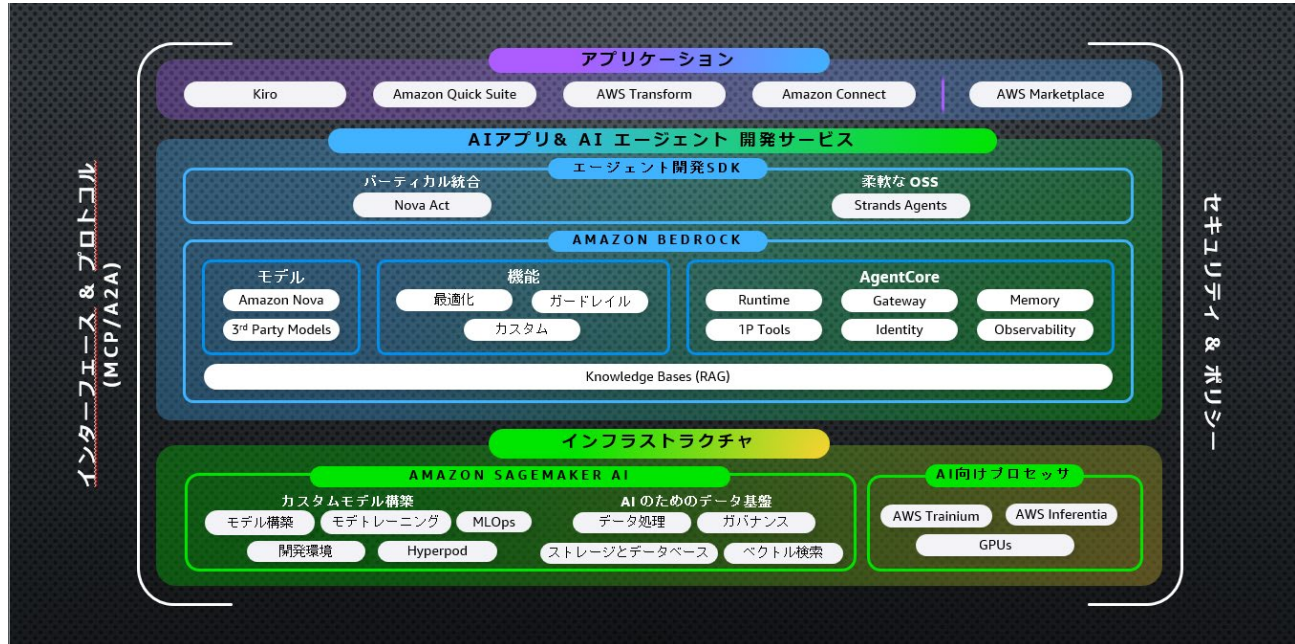 アプリケーション
Kiro
Amazon Quick Suite
AWS Transform
Amazon Connect
AWS Marketplace
AIアプリ& AI エージェント 開発サービス
エージェント開発SDK
バーティカル統合
Nova Act
柔軟な OSS
Strands Agents
AMAZON BEDROCK
モデル
Amazon Nova
3rd Party Models
機能
最適化
ガードレイル
カスタム
AgentCore
Runtime
Gateway
Memory
1P Tools
Identity
Observability
Knowledge Bases (RAG)
インフラストラクチャ
AMAZON SAGEMAKER AI
カスタムモデル構築
モデル構築
モデトレーニング
MLOps
開発環境
Hyperpod
AI のためのデータ基盤
データ処理
ガバナンス
ストレージとデータベース
ベクトル検索
AI向けプロセッサ
AWS Trainium
AWS Inferentia
GPUs
インターフェース & プロトコル
(MCP/A2A)
セキュリティ & ポリシー